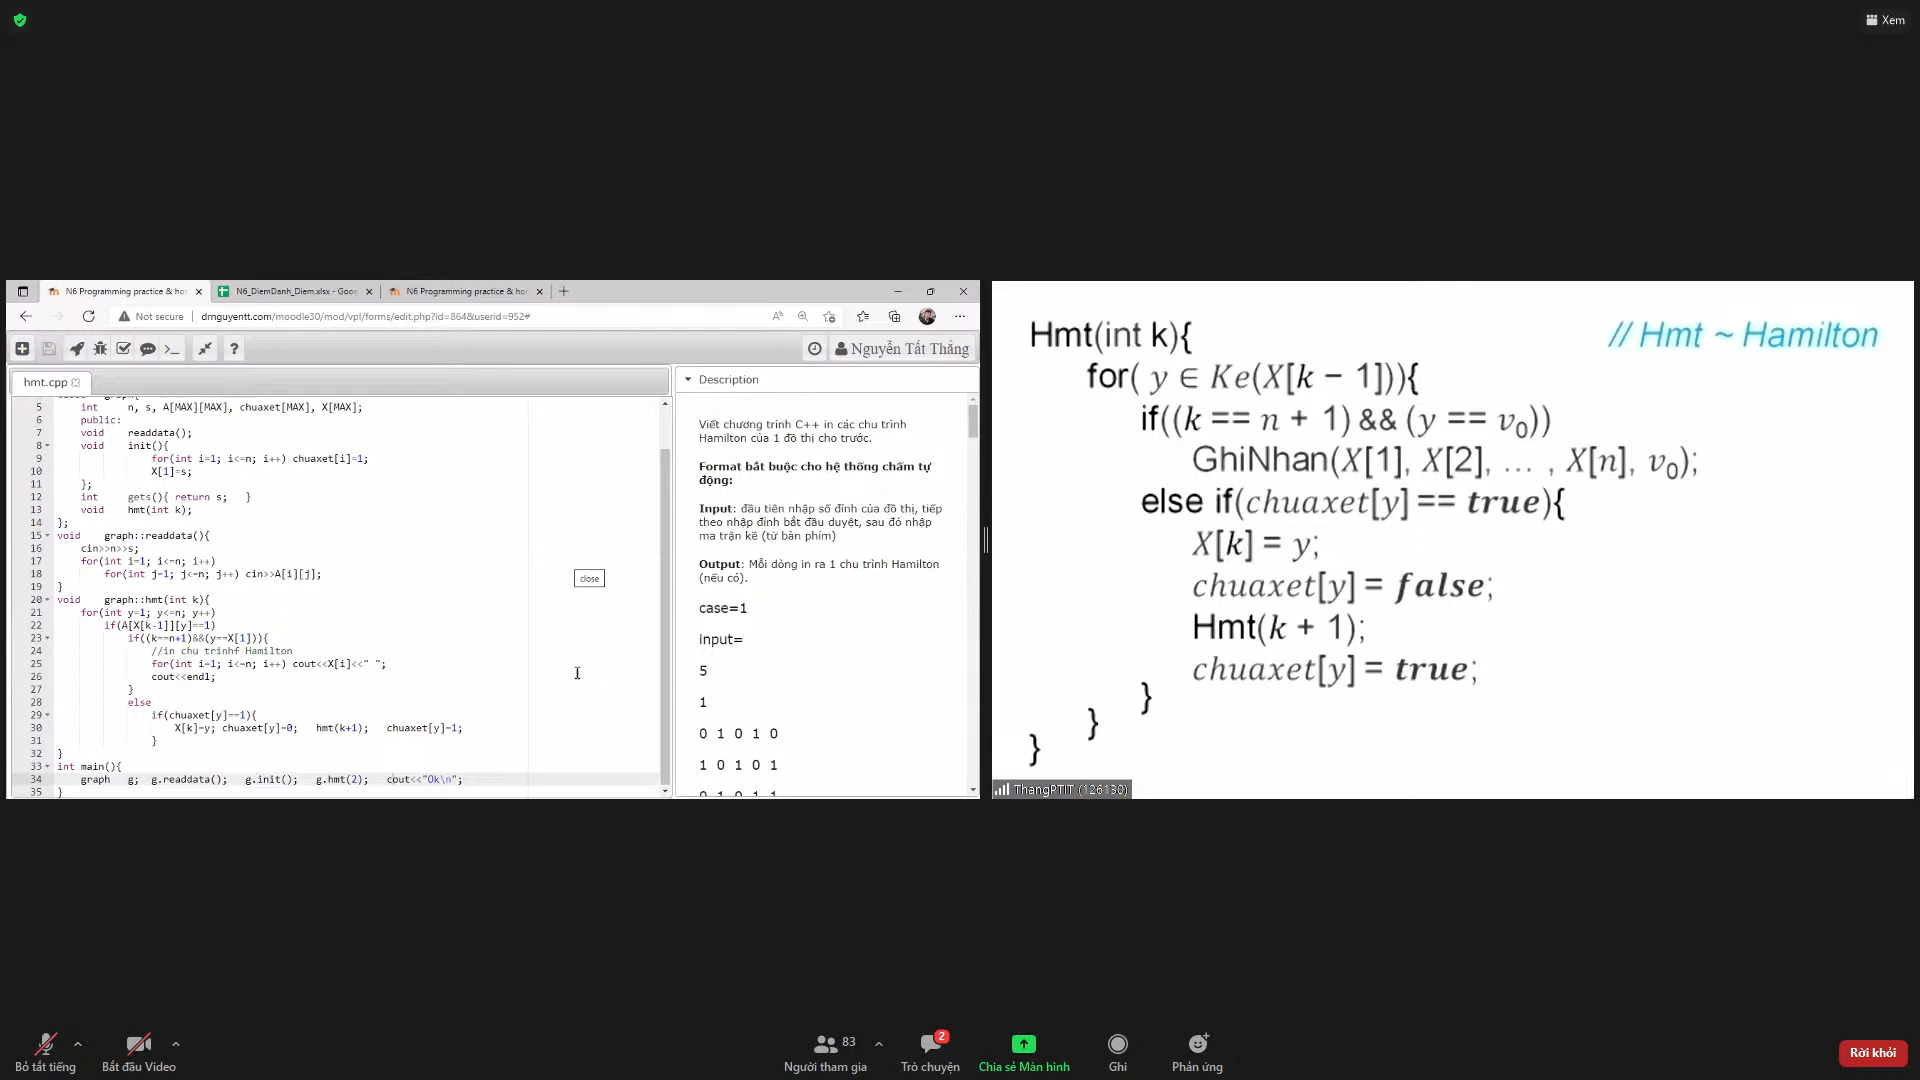 Xem
N6 Programming practice & hor
N6_DiemDanh_Diem.xlsx - Goog
N6 Programming practice & ho
Not secure
drnguyentt.com/moodle30/mod/vpl/forms/edit.php?id=864&userid=952#
Nguyễn Tất Thắng
hmt.cpp
5 int n, s, A[MAX][MAX], chuaxet[MAX], X[MAX];
6 public:
7 void readdata();
8 void init(){
9 for(int i=1; i<=n; i++) chuaxet[i]=1;
10 X[1]=s;
11 };
12 int gets(){ return s; }
13 void hmt(int k);
14 };
15 void graph::readdata(){
16 cin>>n>>s;
17 for(int i=1; i<=n; i++)
18 for(int j=1; j<=n; j++) cin>>A[i][j];
19 }
20 void graph::hmt(int k){
21 for(int y=1; y<=n; y++)
22 if(A[X[k-1]][y]==1)
23 if((k==n+1)&&(y==X[1])){
24 //in chu trinhf Hamilton
25 for(int i=1; i<=n; i++) cout<<X[i]<<" ";
26 cout<<endl;
27 }
28 else
29 if(chuaxet[y]==1){
30 X[k]=y; chuaxet[y]=0; hmt(k+1); chuaxet[y]=1;
31 }
32 }
33 int main(){
34 graph g; g.readdata(); g.init(); g.hmt(2); cout<<"Ok\n";
35 }
close
Description
Viết chương trình C++ in các chu trình
Hamilton của 1 đồ thị cho trước.
Format bắt buộc cho hệ thống chấm tự
động:
Input: đầu tiên nhập số đỉnh của đồ thị, tiếp
theo nhập đỉnh bắt đầu duyệt, sau đó nhập
ma trận kề (từ bàn phím)
Output: Mỗi dòng in ra 1 chu trình Hamilton
(nếu có).
case=1
input=
5
1
0 1 0 1 0
1 0 1 0 1
0 1 0 1 1
Hmt(int k){ // Hmt ~ Hamilton
for( y ∈ Ke(X[k − 1])){
if((k == n + 1) && (y == v₀))
GhiNhan(X[1], X[2], … , X[n], v₀);
else if(chuaxet[y] == true){
X[k] = y;
chuaxet[y] = false;
Hmt(k + 1);
chuaxet[y] = true;
}
}
}
ThangPTIT (126130)
Bỏ tắt tiếng
Bắt đầu Video
83
Người tham gia
2
Trò chuyện
Chia sẻ Màn hình
Ghi
Phản ứng
Rời khỏi